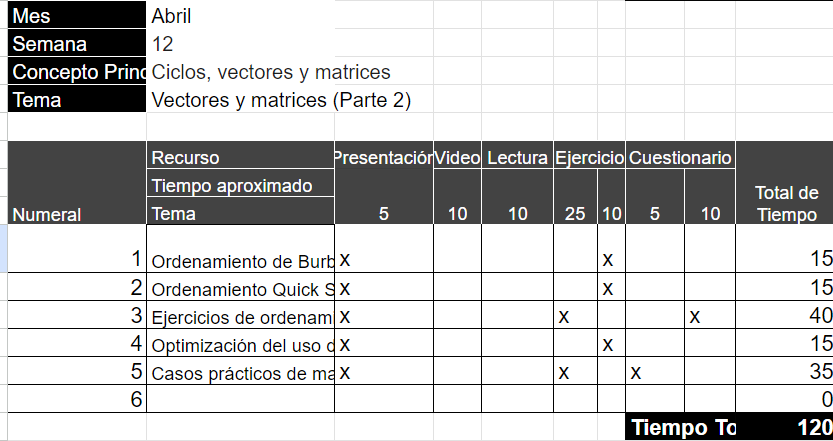 Mes Abril
Semana 12
Concepto Princ Ciclos, vectores y matrices
Tema Vectores y matrices (Parte 2)
Recurso Presentación Video Lectura Ejercicio Cuestionario
Tiempo aproximado
Numeral Tema 5 10 10 25 10 5 10 Total de Tiempo
1 Ordenamiento de Burb x x 15
2 Ordenamiento Quick S x x 15
3 Ejercicios de ordenam x x x 40
4 Optimización del uso d x x 15
5 Casos prácticos de ma x x x 35
6 0
Tiempo To 120